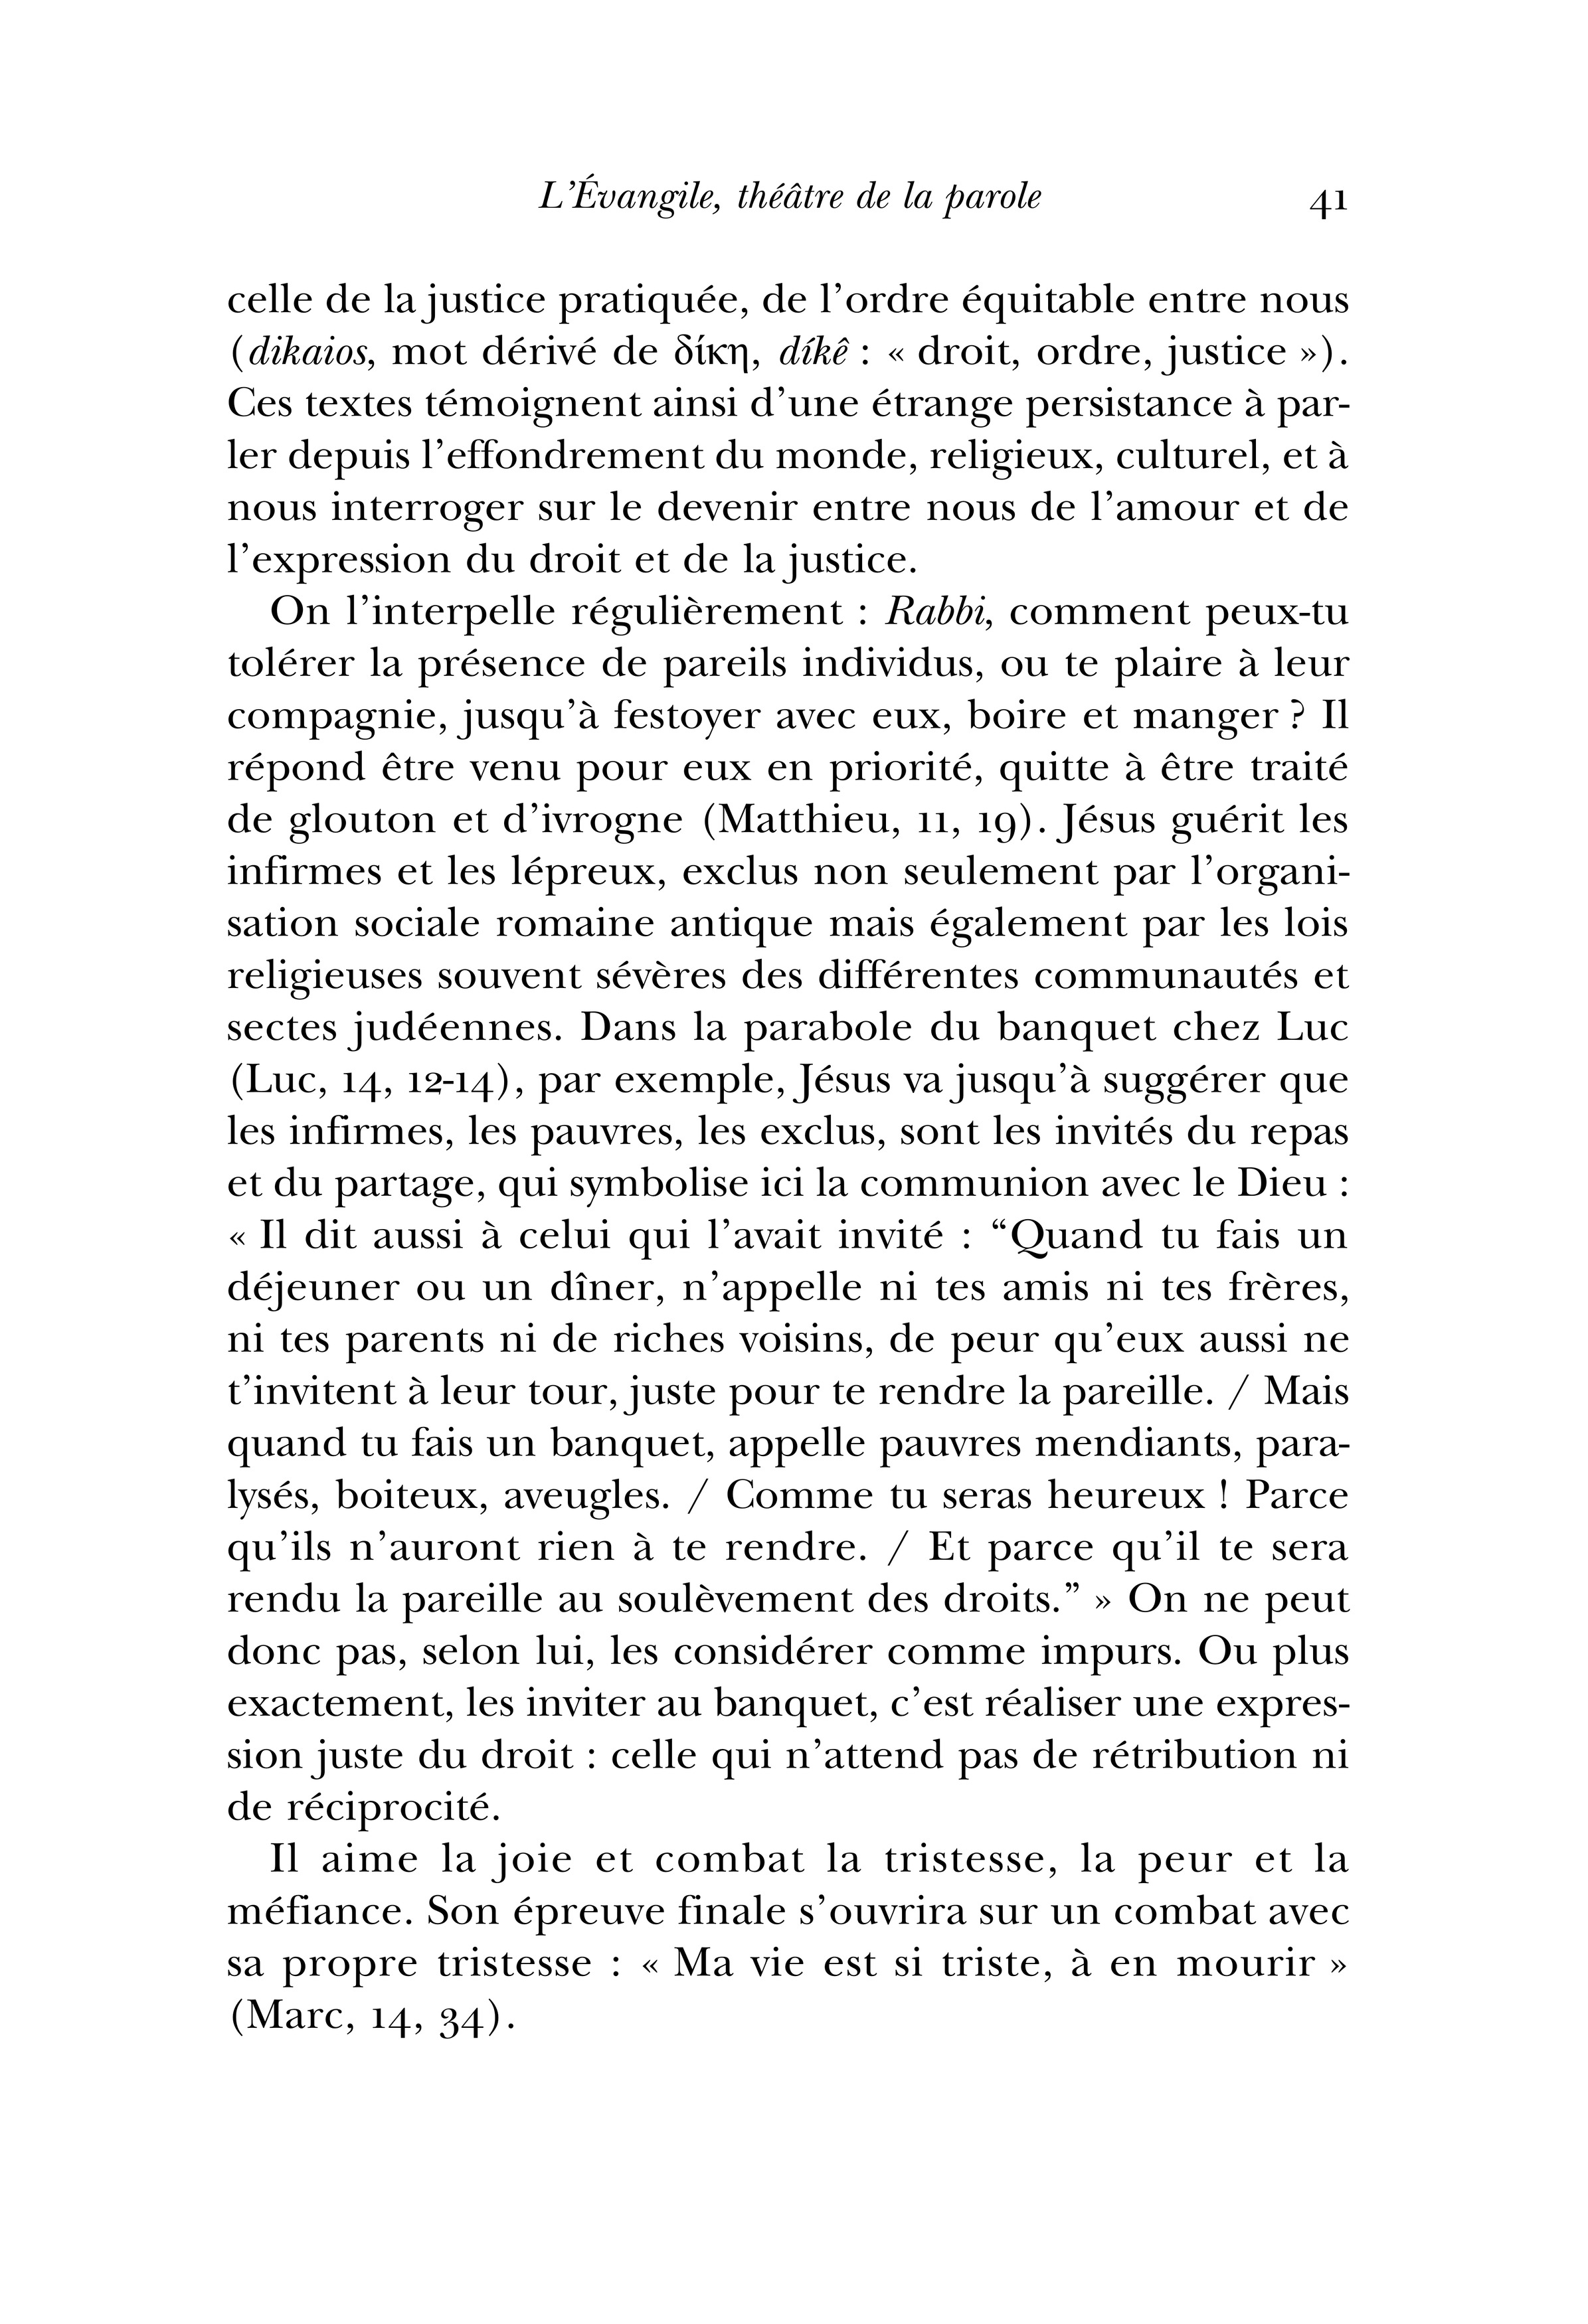 L’Évangile, théâtre de la parole 41
celle de la justice pratiquée, de l’ordre équitable entre nous
(dikaios, mot dérivé de δίκη, díkê : « droit, ordre, justice »).
Ces textes témoignent ainsi d’une étrange persistance à par-
ler depuis l’effondrement du monde, religieux, culturel, et à
nous interroger sur le devenir entre nous de l’amour et de
l’expression du droit et de la justice.
On l’interpelle régulièrement : Rabbi, comment peux-tu
tolérer la présence de pareils individus, ou te plaire à leur
compagnie, jusqu’à festoyer avec eux, boire et manger ? Il
répond être venu pour eux en priorité, quitte à être traité
de glouton et d’ivrogne (Matthieu, 11, 19). Jésus guérit les
infirmes et les lépreux, exclus non seulement par l’organi-
sation sociale romaine antique mais également par les lois
religieuses souvent sévères des différentes communautés et
sectes judéennes. Dans la parabole du banquet chez Luc
(Luc, 14, 12-14), par exemple, Jésus va jusqu’à suggérer que
les infirmes, les pauvres, les exclus, sont les invités du repas
et du partage, qui symbolise ici la communion avec le Dieu :
« Il dit aussi à celui qui l’avait invité : “Quand tu fais un
déjeuner ou un dîner, n’appelle ni tes amis ni tes frères,
ni tes parents ni de riches voisins, de peur qu’eux aussi ne
t’invitent à leur tour, juste pour te rendre la pareille. / Mais
quand tu fais un banquet, appelle pauvres mendiants, para-
lysés, boiteux, aveugles. / Comme tu seras heureux ! Parce
qu’ils n’auront rien à te rendre. / Et parce qu’il te sera
rendu la pareille au soulèvement des droits.” » On ne peut
donc pas, selon lui, les considérer comme impurs. Ou plus
exactement, les inviter au banquet, c’est réaliser une expres-
sion juste du droit : celle qui n’attend pas de rétribution ni
de réciprocité.
Il aime la joie et combat la tristesse, la peur et la
méfiance. Son épreuve finale s’ouvrira sur un combat avec
sa propre tristesse : « Ma vie est si triste, à en mourir »
(Marc, 14, 34).